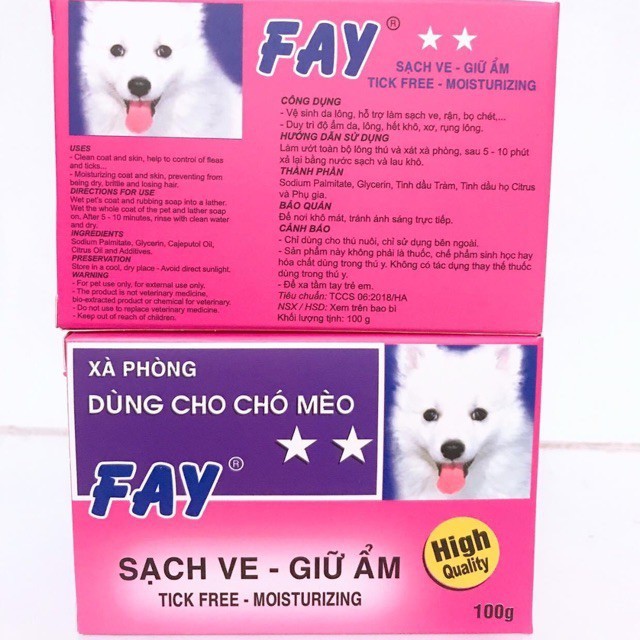 FAY ®
SẠCH VE - GIỮ ẨM
TICK FREE - MOISTURIZING
USES
- Clean coat and skin, help to control of fleas
and ticks...
- Moisturizing coat and skin, preventing from
being dry, brittle and losing hair.
DIRECTIONS FOR USE
Wet pet's coat and rubbing soap into a lather.
Wet the whole coat of the pet and lather soap
on. After 5 - 10 minutes, rinse with clean water
and dry.
INGREDIENTS
Sodium Palmitate, Glycerin, Cajeputol Oil,
Citrus Oil and Additives.
PRESERVATION
Store in a cool, dry place - Avoid direct sunlight.
WARNING
- For pet use only, for external use only.
- The product is not veterinary medicine,
bio-extracted product or chemical for veterinary.
- Do not use to replace veterinary medicine.
- Keep out of reach of children.
CÔNG DỤNG
- Vệ sinh da lông, hỗ trợ làm sạch ve, rận, bọ chét,...
- Duy trì độ ẩm da, lông, hết khô, xơ, rụng lông.
HƯỚNG DẪN SỬ DỤNG
Làm ướt toàn bộ lông thú và xát xà phòng, sau 5 - 10 phút
xả lại bằng nước sạch và lau khô.
THÀNH PHẦN
Sodium Palmitate, Glycerin, Tinh dầu Tràm, Tinh dầu họ Citrus
và Phụ gia.
BẢO QUẢN
Để nơi khô mát, tránh ánh sáng trực tiếp.
CẢNH BÁO
- Chỉ dùng cho thú nuôi, chỉ sử dụng bên ngoài.
- Sản phẩm này không phải là thuốc, chế phẩm sinh học hay
hóa chất dùng trong thú y. Không có tác dụng thay thế thuốc
dùng trong thú y.
- Để xa tầm tay trẻ em.
Tiêu chuẩn: TCCS 06:2018/HA
NSX / HSD: Xem trên bao bì
Khối lượng tịnh: 100 g
XÀ PHÒNG
DÙNG CHO CHÓ MÈO
FAY ®
SẠCH VE - GIỮ ẨM
TICK FREE - MOISTURIZING
High
Quality
100g